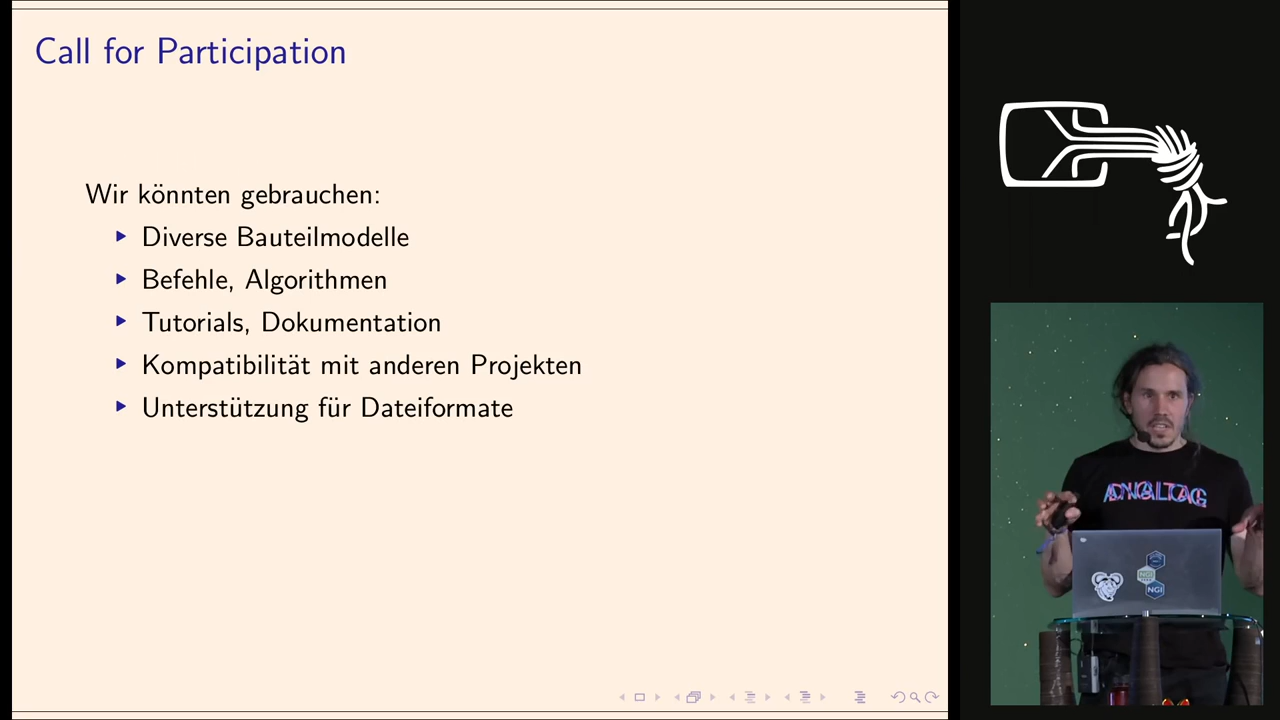 Call for Participation
Wir könnten gebrauchen:
Diverse Bauteilmodelle
Befehle, Algorithmen
Tutorials, Dokumentation
Kompatibilität mit anderen Projekten
Unterstützung für Dateiformate
NGI